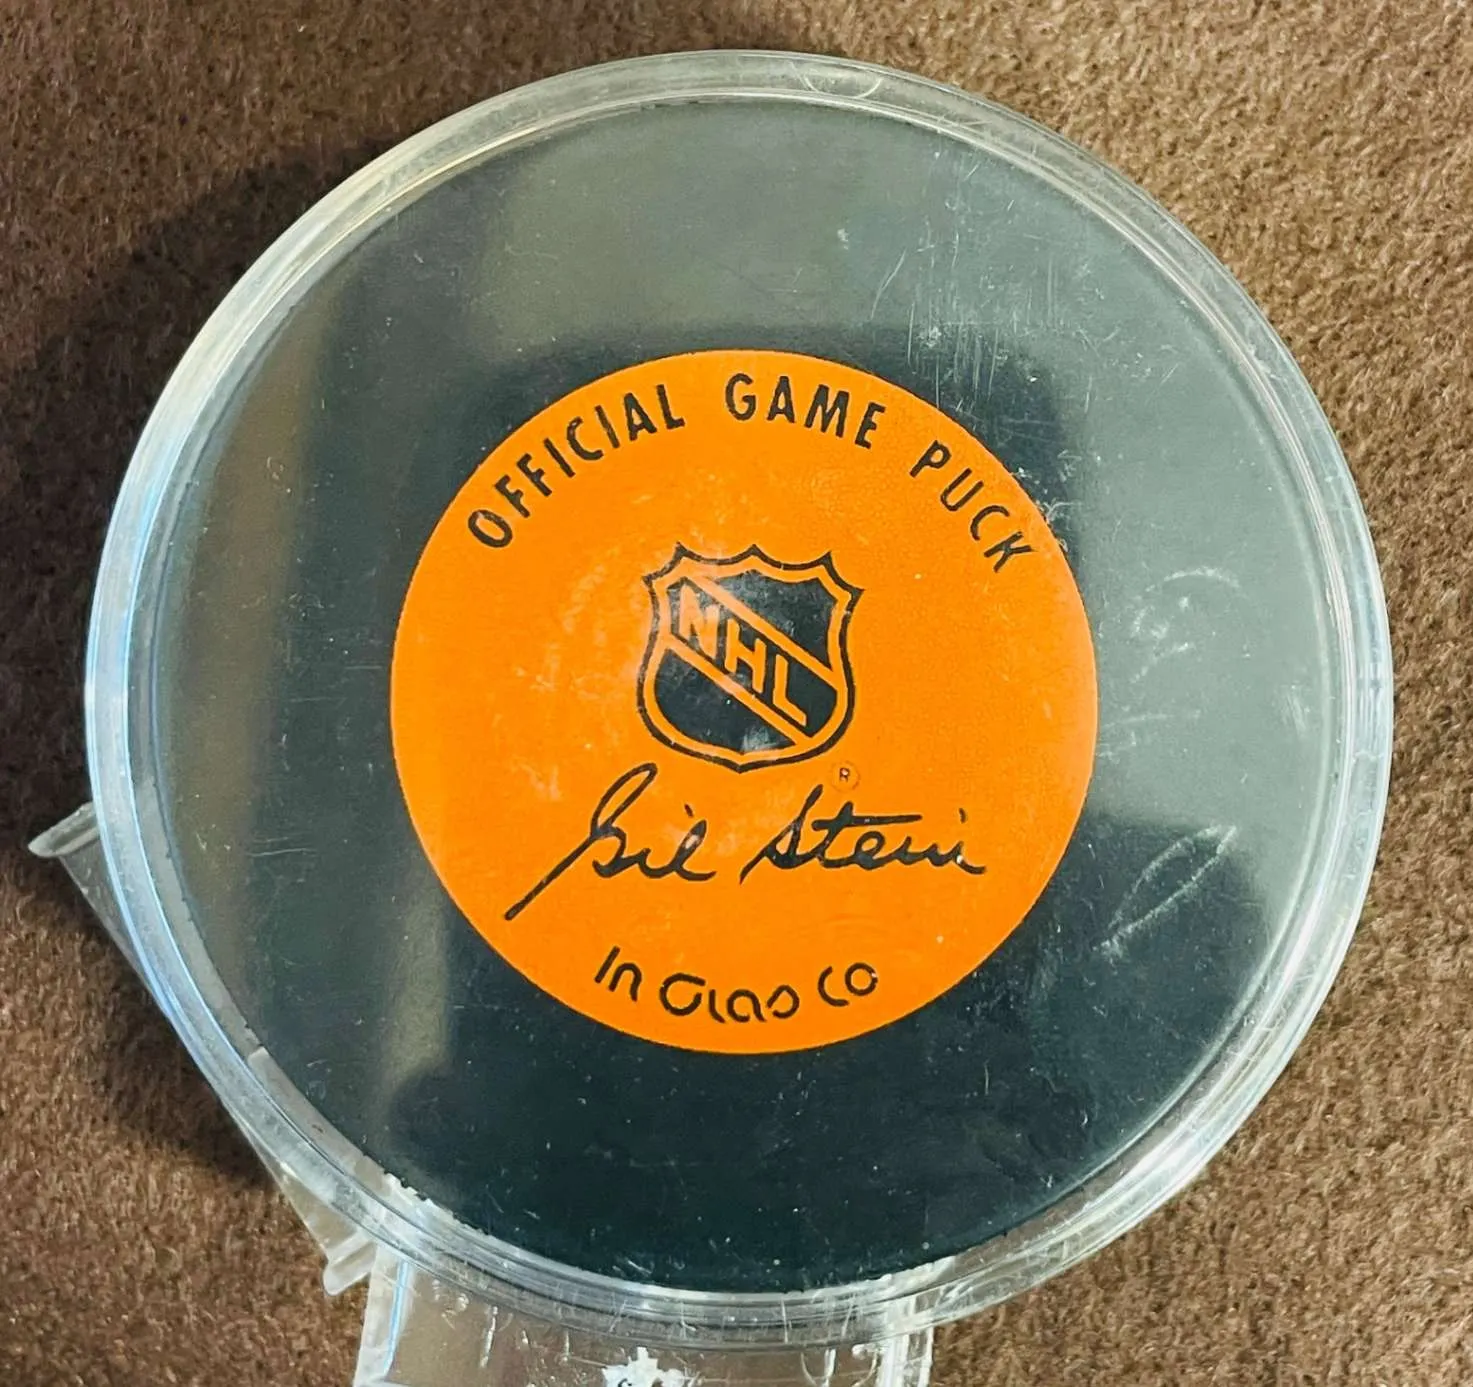 OFFICIAL GAME PUCK
NHL
®
Gil Stein
In Glas Co